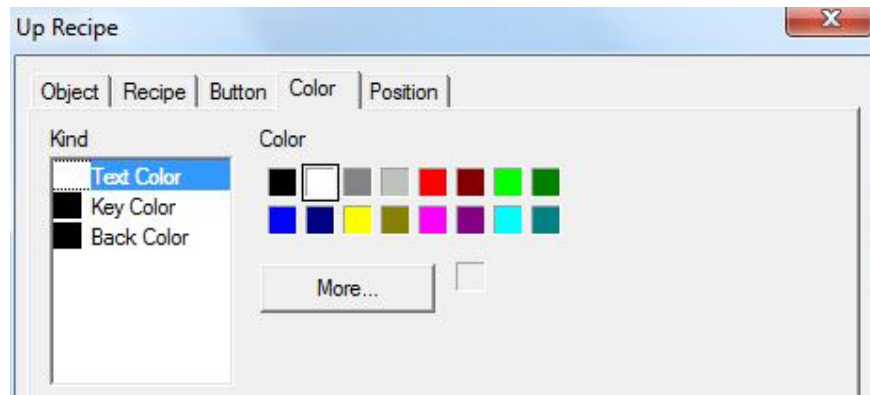 Up Recipe
Object Recipe Button Color Position
Kind Color
Text Color
Key Color
Back Color
More...